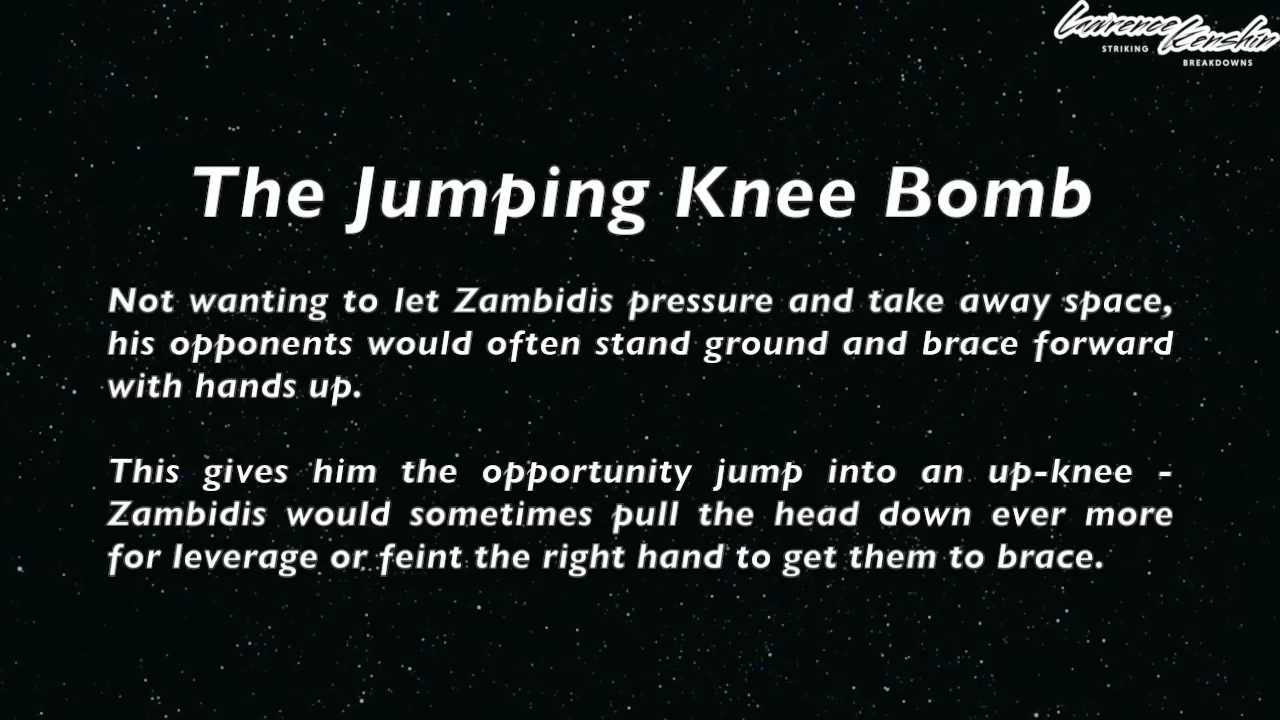 Lawrence Kenshin
STRIKING
BREAKDOWNS
The Jumping Knee Bomb
Not wanting to let Zambidis pressure and take away space,
his opponents would often stand ground and brace forward
with hands up.
This gives him the opportunity jump into an up-knee -
Zambidis would sometimes pull the head down ever more
for leverage or feint the right hand to get them to brace.